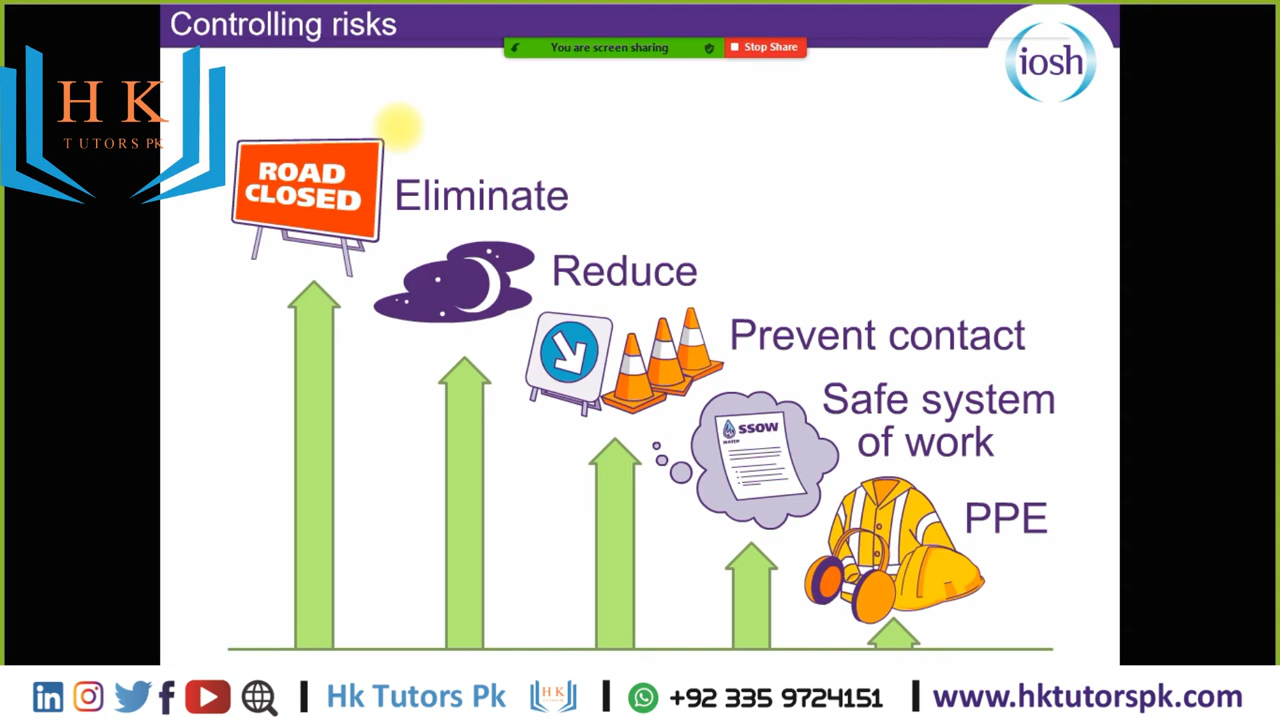 Controlling risks
You are screen sharing
Stop Share
iosh
H K
TUTORS PK
ROAD
CLOSED
Eliminate
Reduce
Prevent contact
Safe system
of work
SSOW
WATER
PPE
H K
Hk Tutors Pk
+92 335 9724151
www.hktutorspk.com